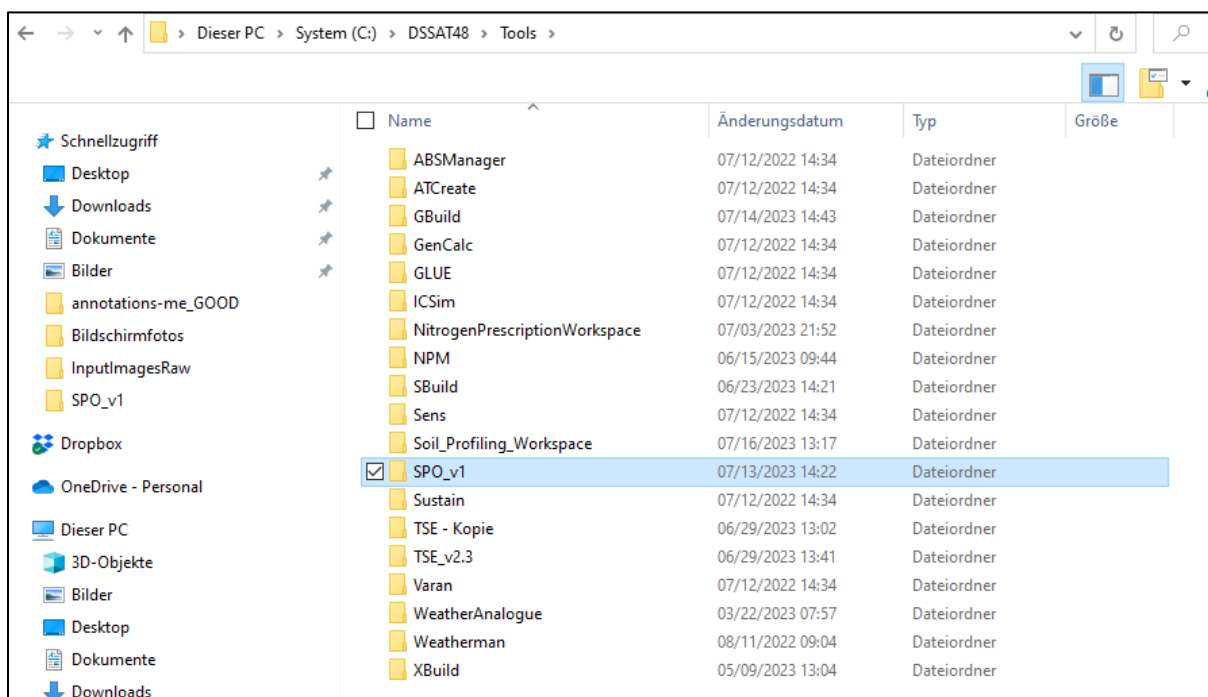 Dieser PC > System (C:) > DSSAT48 > Tools >
Name Änderungsdatum Typ Größe
Schnellzugriff
Desktop
Downloads
Dokumente
Bilder
annotations-me_GOOD
Bildschirmfotos
InputImagesRaw
SPO_v1
Dropbox
OneDrive - Personal
Dieser PC
3D-Objekte
Bilder
Desktop
Dokumente
Downloads
ABSManager 07/12/2022 14:34 Dateiordner
ATCreate 07/12/2022 14:34 Dateiordner
GBuild 07/14/2023 14:43 Dateiordner
GenCalc 07/12/2022 14:34 Dateiordner
GLUE 07/12/2022 14:34 Dateiordner
ICSim 07/12/2022 14:34 Dateiordner
NitrogenPrescriptionWorkspace 07/03/2023 21:52 Dateiordner
NPM 06/15/2023 09:44 Dateiordner
SBuild 06/23/2023 14:21 Dateiordner
Sens 07/12/2022 14:34 Dateiordner
Soil_Profiling_Workspace 07/16/2023 13:17 Dateiordner
SPO_v1 07/13/2023 14:22 Dateiordner
Sustain 07/12/2022 14:34 Dateiordner
TSE - Kopie 06/29/2023 13:02 Dateiordner
TSE_v2.3 06/29/2023 13:41 Dateiordner
Varan 07/12/2022 14:34 Dateiordner
WeatherAnalogue 03/22/2023 07:57 Dateiordner
Weatherman 08/11/2022 09:04 Dateiordner
XBuild 05/09/2023 13:04 Dateiordner